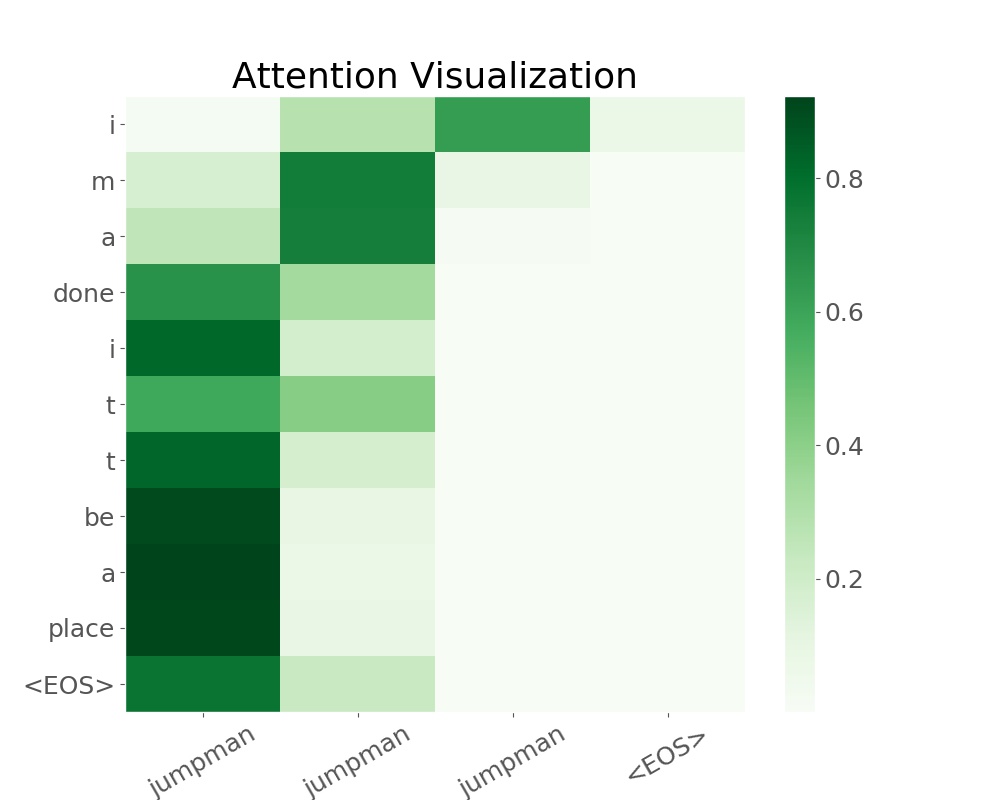 Attention Visualization
i
m
a
done
i
t
t
be
a
place
<EOS>
jumpman jumpman jumpman <EOS>
0.8
0.6
0.4
0.2